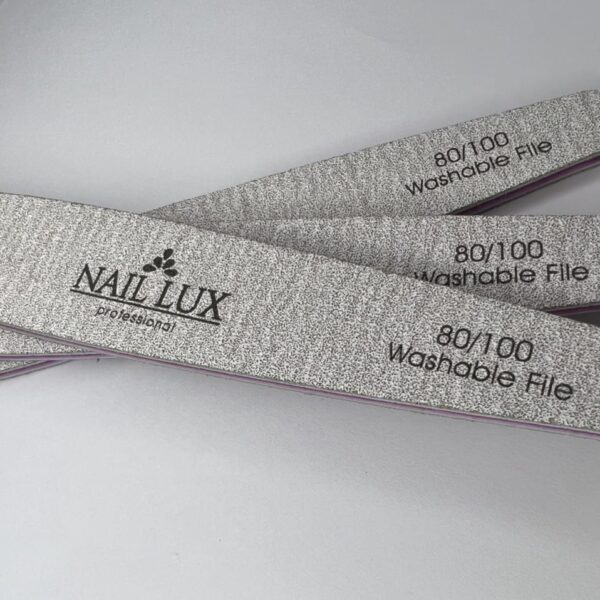 80/100
Washable File
80/100
Washable File
NAIL LUX
professional
80/100
Washable File